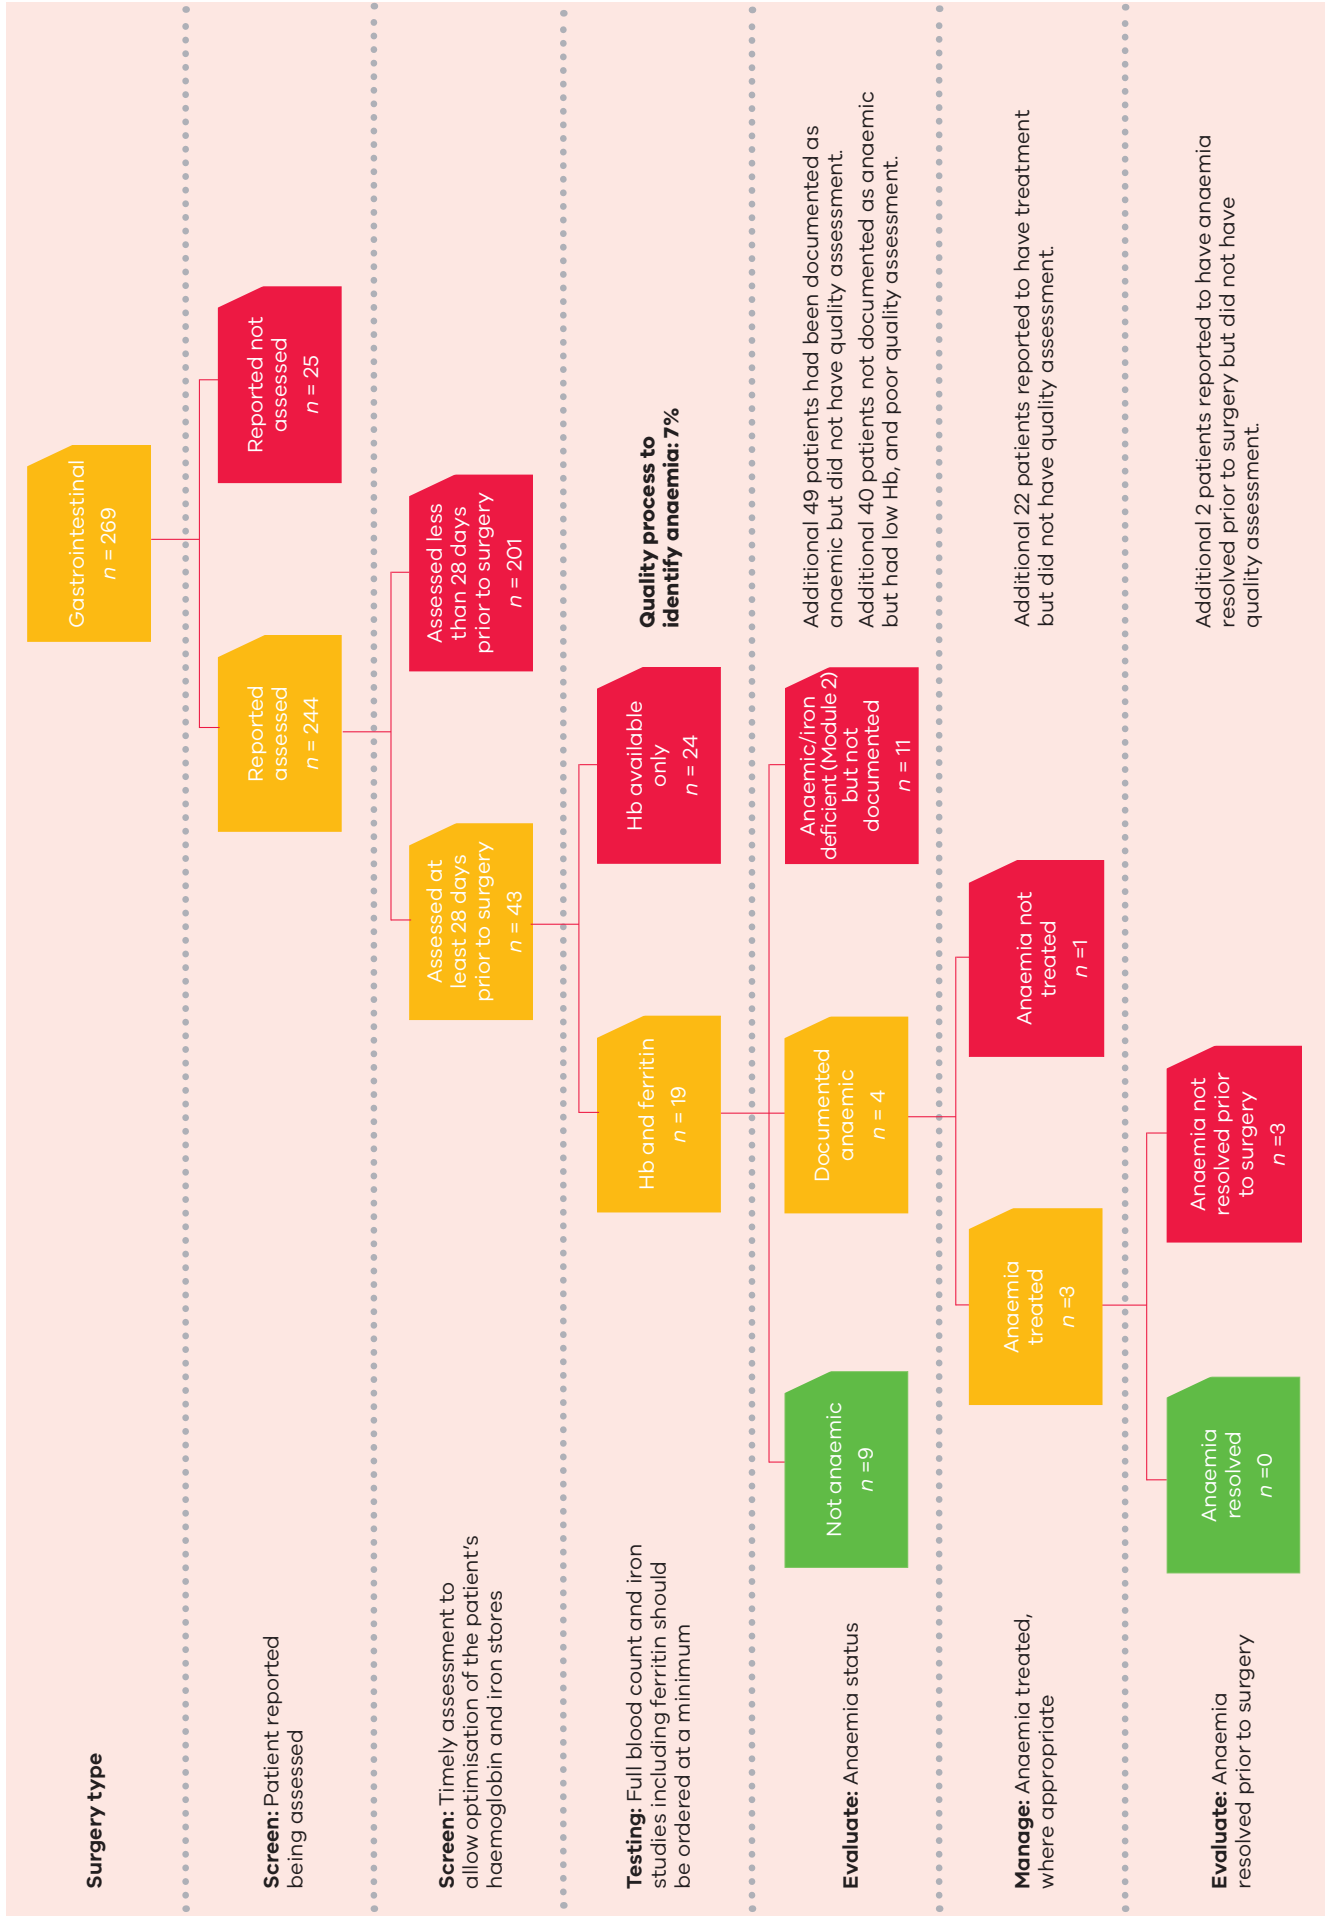 Surgery type
Gastrointestinal
n = 269
Screen: Patient reported
being assessed
Reported
assessed
n = 244
Reported not
assessed
n = 25
Screen: Timely assessment to
allow optimisation of the patient's
haemoglobin and iron stores
Assessed at
least 28 days
prior to surgery
n = 43
Assessed less
than 28 days
prior to surgery
n = 201
Testing: Full blood count and iron
studies including ferritin should
be ordered at a minimum
Hb and ferritin
n = 19
Hb available
only
n = 24
Quality process to
identify anaemia: 7%
Evaluate: Anaemia status
Not anaemic
n =9
Documented
anaemic
n = 4
Anaemic/iron
deficient (Module 2)
but not
documented
n = 11
Additional 49 patients had been documented as
anaemic but did not have quality assessment.
Additional 40 patients not documented as anaemic
but had low Hb, and poor quality assessment.
Manage: Anaemia treated,
where appropriate
Anaemia
treated
n =3
Anaemia not
treated
n =1
Additional 22 patients reported to have treatment
but did not have quality assessment.
Evaluate: Anaemia
resolved prior to surgery
Anaemia
resolved
n =0
Anaemia not
resolved prior
to surgery
n =3
Additional 2 patients reported to have anaemia
resolved prior to surgery but did not have
quality assessment.